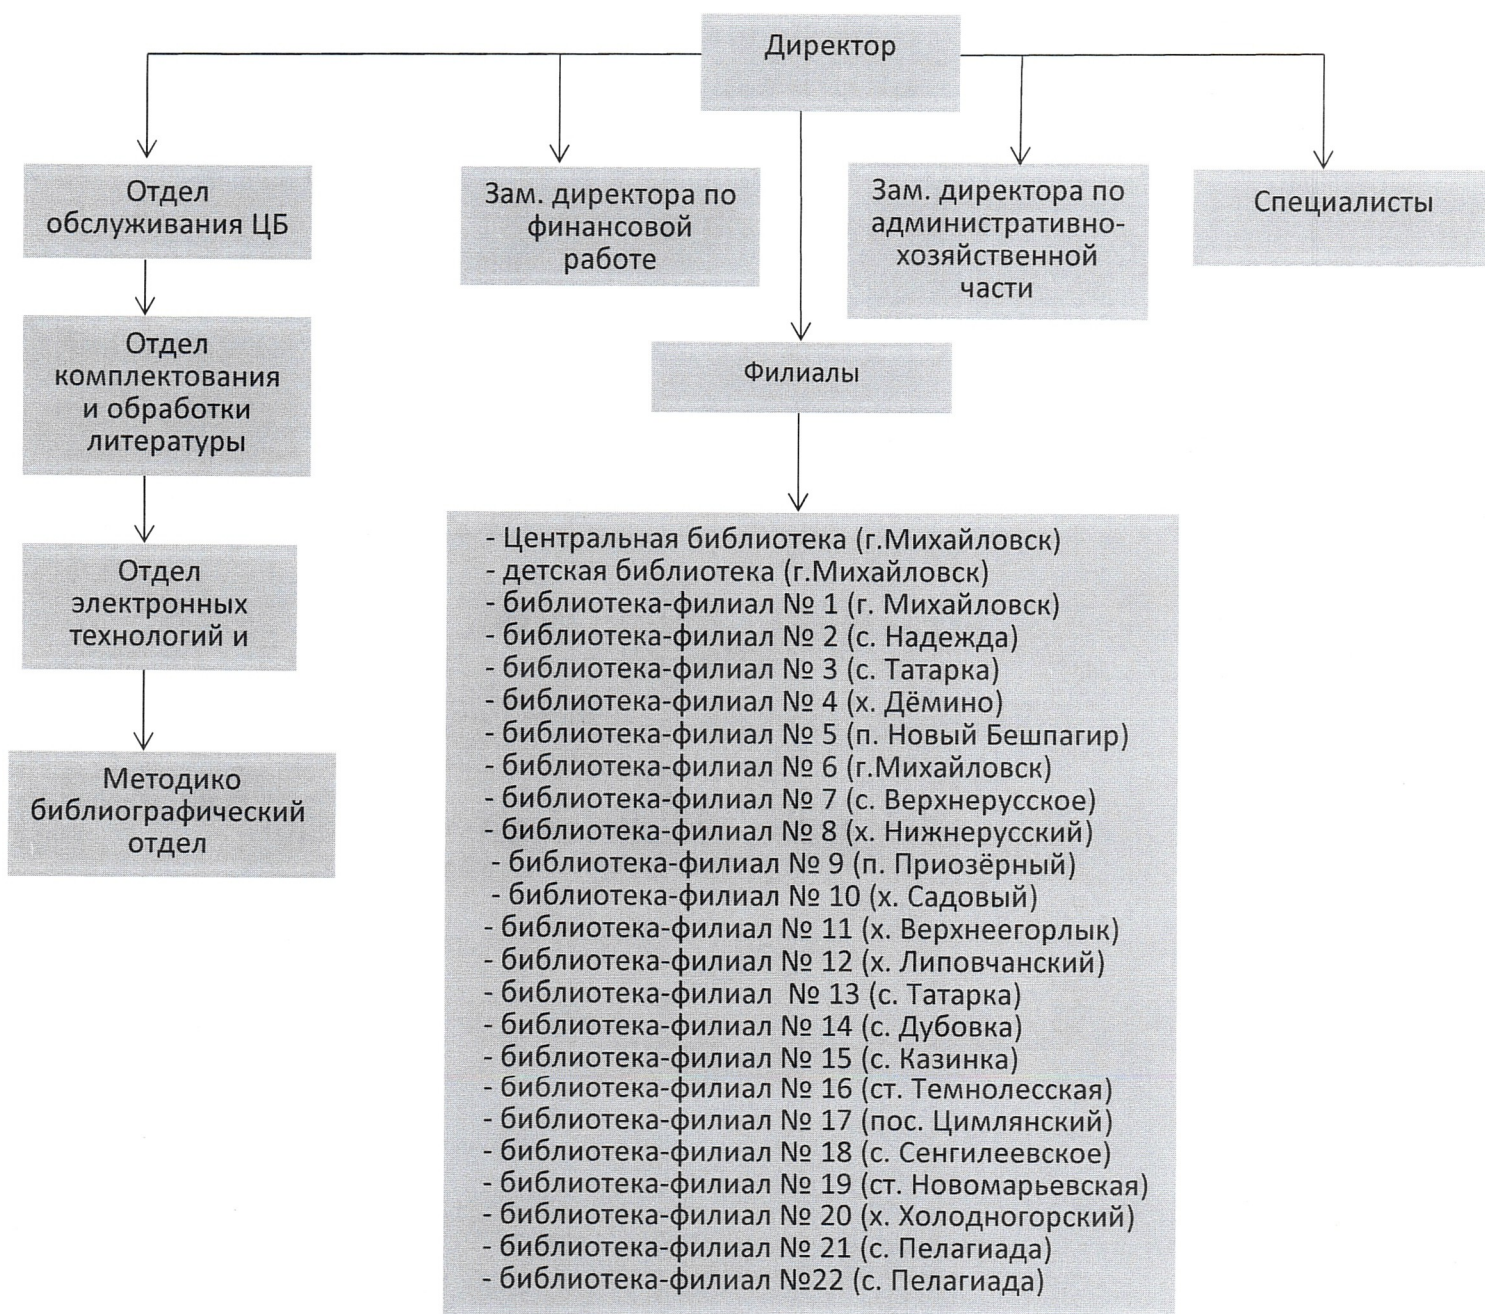 Директор
Отдел
обслуживания ЦБ
Зам. директора по
финансовой
работе
Зам. директора по
административно-
хозяйственной
части
Специалисты
Отдел
комплектования
и обработки
литературы
Филиалы
Отдел
электронных
технологий и
Методико
библиографический
отдел
- Центральная библиотека (г.Михайловск)
- детская библиотека (г.Михайловск)
- библиотека-филиал № 1 (г. Михайловск)
- библиотека-филиал № 2 (с. Надежда)
- библиотека-филиал № 3 (с. Татарка)
- библиотека-филиал № 4 (х. Дёмино)
- библиотека-филиал № 5 (п. Новый Бешпагир)
- библиотека-филиал № 6 (г.Михайловск)
- библиотека-филиал № 7 (с. Верхнерусское)
- библиотека-филиал № 8 (х. Нижнерусский)
- библиотека-филиал № 9 (п. Приозёрный)
- библиотека-филиал № 10 (х. Садовый)
- библиотека-филиал № 11 (х. Верхнеегорлык)
- библиотека-филиал № 12 (х. Липовчанский)
- библиотека-филиал № 13 (с. Татарка)
- библиотека-филиал № 14 (с. Дубовка)
- библиотека-филиал № 15 (с. Казинка)
- библиотека-филиал № 16 (ст. Темнолесская)
- библиотека-филиал № 17 (пос. Цимлянский)
- библиотека-филиал № 18 (с. Сенгилеевское)
- библиотека-филиал № 19 (ст. Новомарьевская)
- библиотека-филиал № 20 (х. Холодногорский)
- библиотека-филиал № 21 (с. Пелагиада)
- библиотека-филиал №22 (с. Пелагиада)